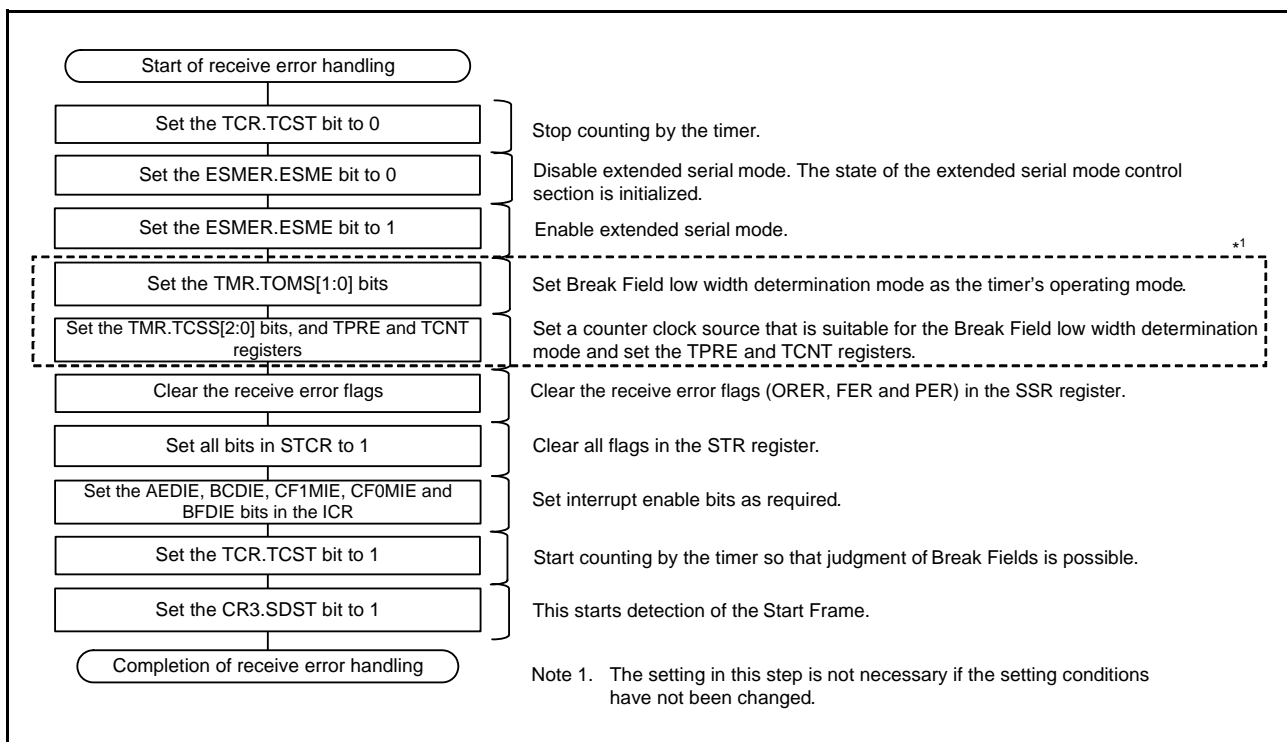 Start of receive error handling
Set the TCR.TCST bit to 0
Stop counting by the timer.
Set the ESMER.ESME bit to 0
Disable extended serial mode. The state of the extended serial mode control
section is initialized.
Set the ESMER.ESME bit to 1
Enable extended serial mode.
*1
Set the TMR.TOMS[1:0] bits
Set Break Field low width determination mode as the timer's operating mode.
Set the TMR.TCSS[2:0] bits, and TPRE and TCNT
registers
Set a counter clock source that is suitable for the Break Field low width determination
mode and set the TPRE and TCNT registers.
Clear the receive error flags
Clear the receive error flags (ORER, FER and PER) in the SSR register.
Set all bits in STCR to 1
Clear all flags in the STR register.
Set the AEDIE, BCDIE, CF1MIE, CF0MIE and
BFDIE bits in the ICR
Set interrupt enable bits as required.
Set the TCR.TCST bit to 1
Start counting by the timer so that judgment of Break Fields is possible.
Set the CR3.SDST bit to 1
This starts detection of the Start Frame.
Completion of receive error handling
Note 1. The setting in this step is not necessary if the setting conditions
have not been changed.